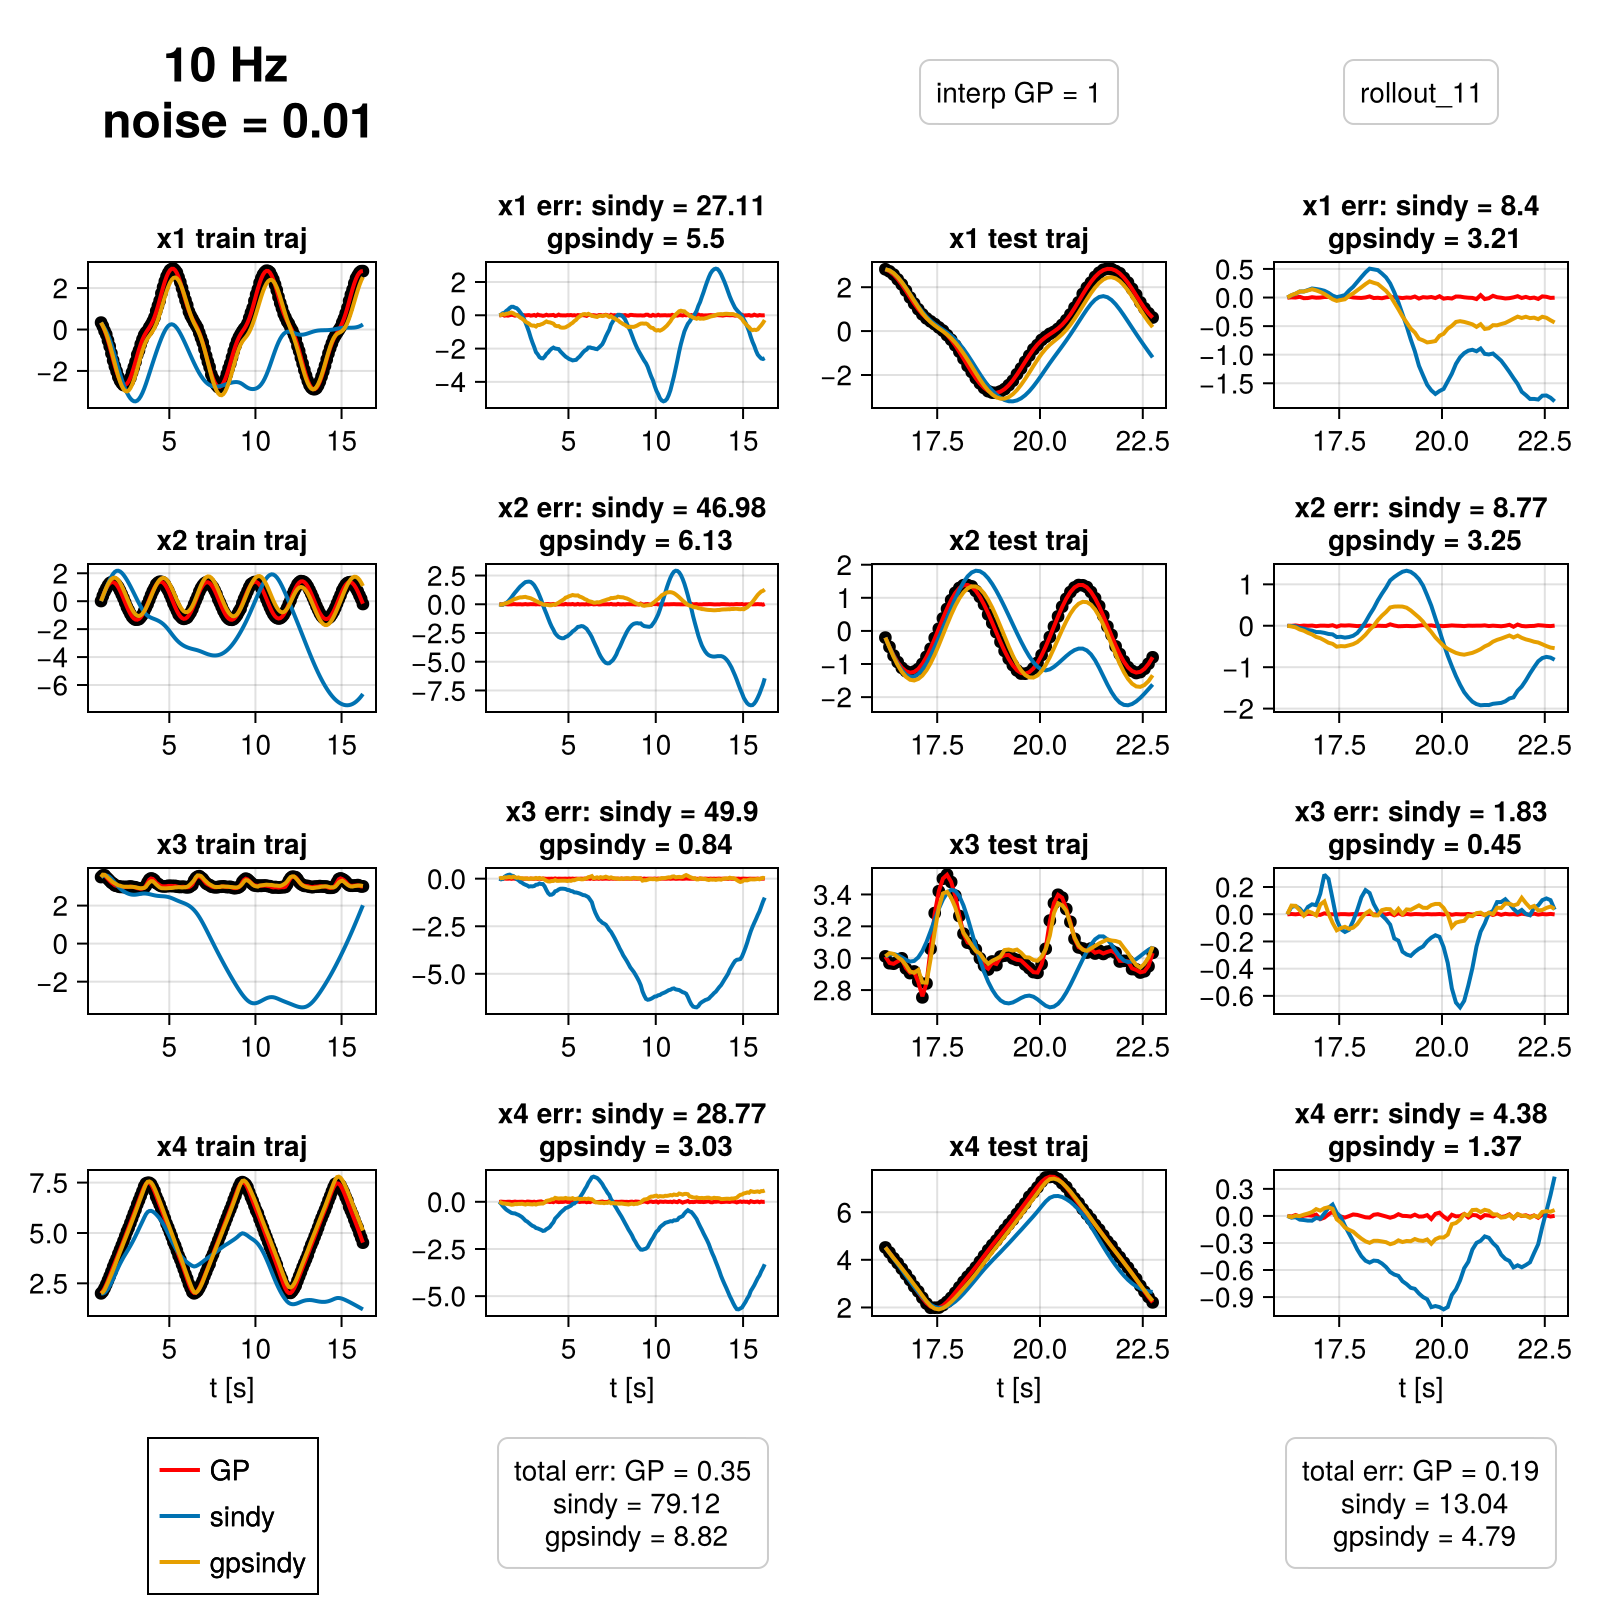 10 Hz
noise = 0.01
interp GP = 1
rollout_11
x1 train traj
2
0
−2
5
10
15
x1 err: sindy = 27.11
gpsindy = 5.5
2
0
−2
−4
5
10
15
x1 test traj
2
0
−2
17.5
20.0
22.5
x1 err: sindy = 8.4
gpsindy = 3.21
0.5
0.0
−0.5
−1.0
−1.5
17.5
20.0
22.5
x2 train traj
2
0
−2
−4
−6
5
10
15
x2 err: sindy = 46.98
gpsindy = 6.13
2.5
0.0
−2.5
−5.0
−7.5
5
10
15
x2 test traj
2
1
0
−1
−2
17.5
20.0
22.5
x2 err: sindy = 8.77
gpsindy = 3.25
1
0
−1
−2
17.5
20.0
22.5
x3 train traj
2
0
−2
5
10
15
x3 err: sindy = 49.9
gpsindy = 0.84
0.0
−2.5
−5.0
5
10
15
x3 test traj
3.4
3.2
3.0
2.8
17.5
20.0
22.5
x3 err: sindy = 1.83
gpsindy = 0.45
0.2
0.0
−0.2
−0.4
−0.6
17.5
20.0
22.5
x4 train traj
7.5
5.0
2.5
5
10
15
t [s]
x4 err: sindy = 28.77
gpsindy = 3.03
0.0
−2.5
−5.0
5
10
15
t [s]
x4 test traj
6
4
2
17.5
20.0
22.5
t [s]
x4 err: sindy = 4.38
gpsindy = 1.37
0.3
0.0
−0.3
−0.6
−0.9
17.5
20.0
22.5
t [s]
GP
sindy
gpsindy
total err: GP = 0.35
sindy = 79.12
gpsindy = 8.82
total err: GP = 0.19
sindy = 13.04
gpsindy = 4.79